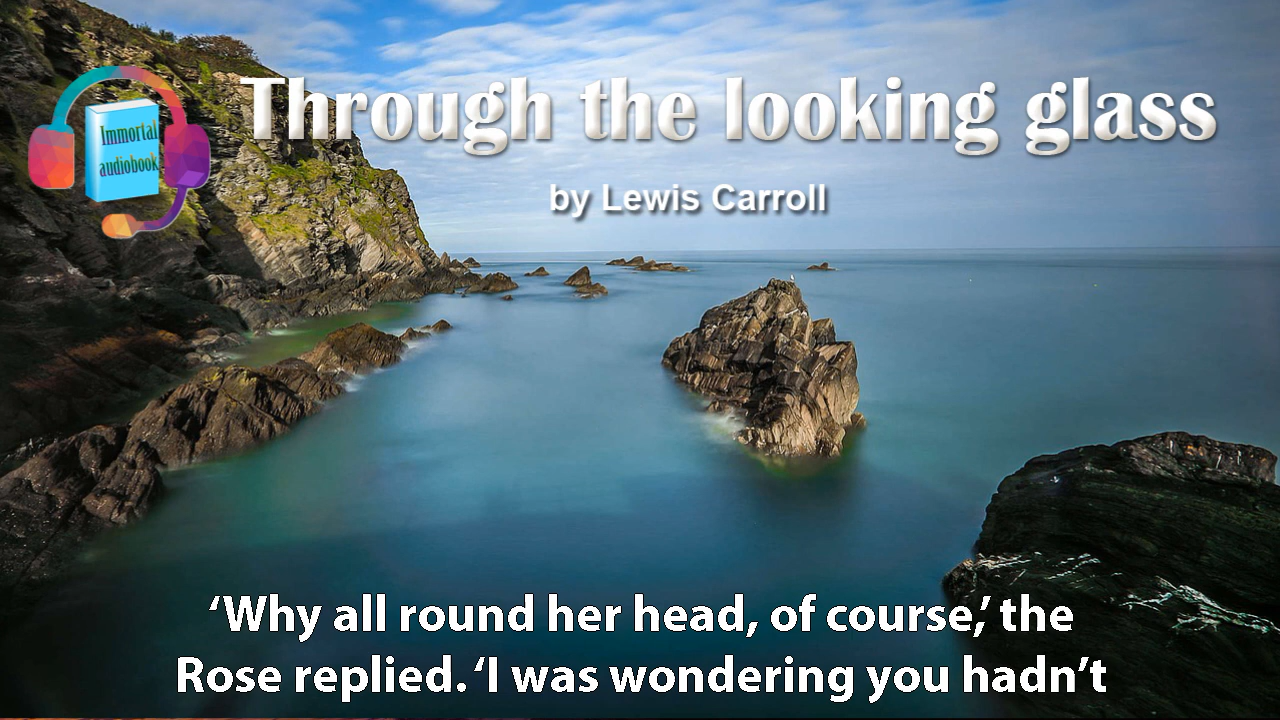 Through the looking glass
by Lewis Carroll
Immortal
audiobook
‘Why all round her head, of course,’ the
Rose replied. ‘I was wondering you hadn’t